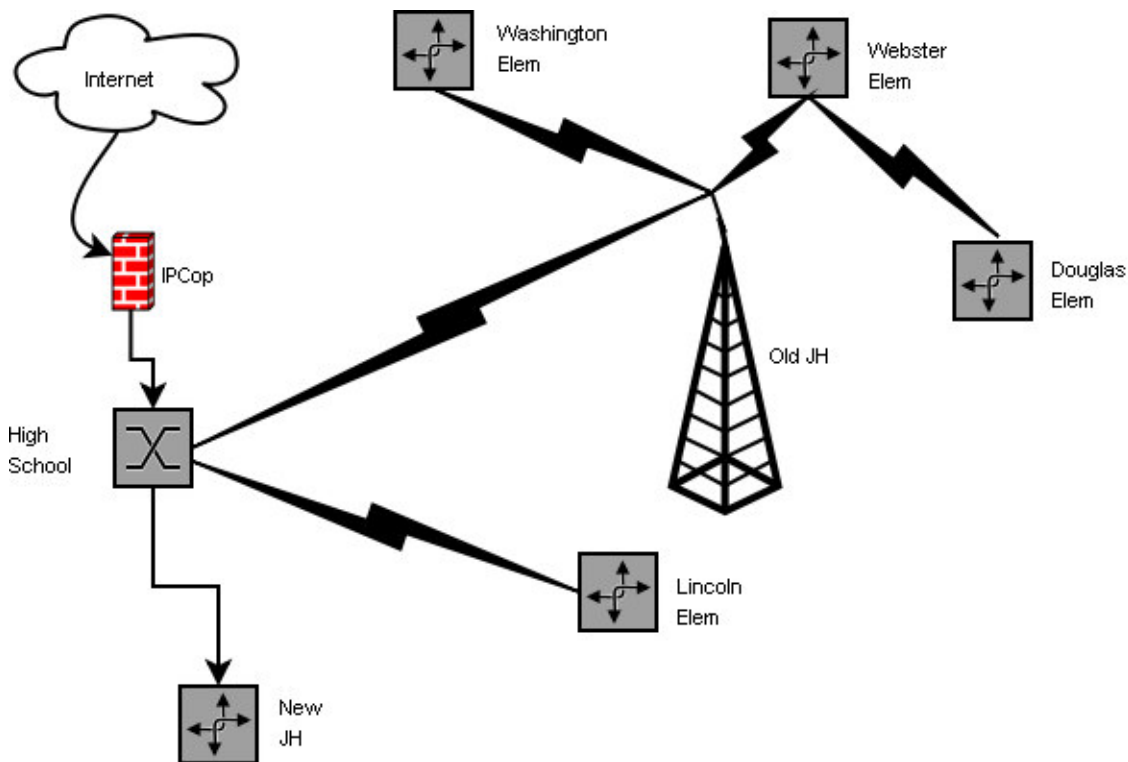 Washington
Elem
Webster
Elem
Internet
Douglas
Elem
IPCop
Old JH
High
School
Lincoln
Elem
New
JH